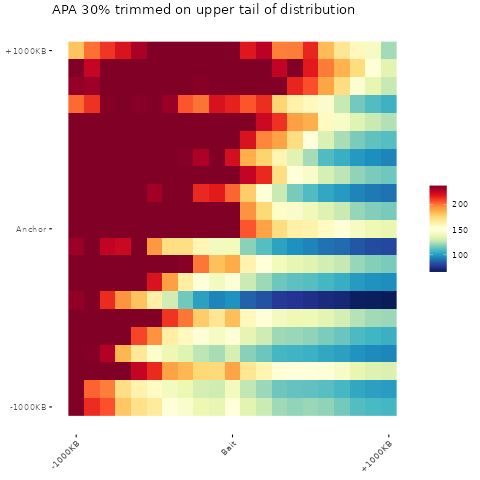 APA 30% trimmed on upper tail of distribution
+1000KB
Anchor
-1000KB
200
150
100
-1000KB
Bait
+1000KB